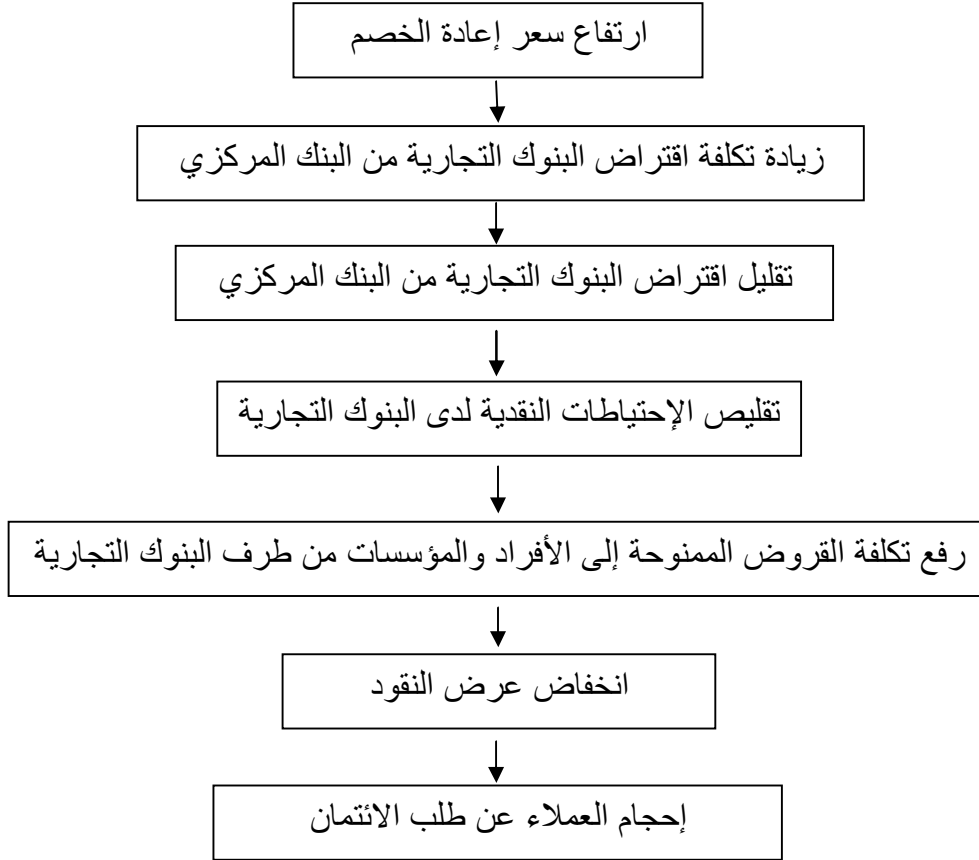 ارتفاع سعر إعادة الخصم
زيادة تكلفة اقتراض البنوك التجارية من البنك المركزي
تقليل اقتراض البنوك التجارية من البنك المركزي
تقليص الإحتياطات النقدية لدى البنوك التجارية
رفع تكلفة القروض الممنوحة إلى الأفراد والمؤسسات من طرف البنوك التجارية
انخفاض عرض النقود
إحجام العملاء عن طلب الائتمان